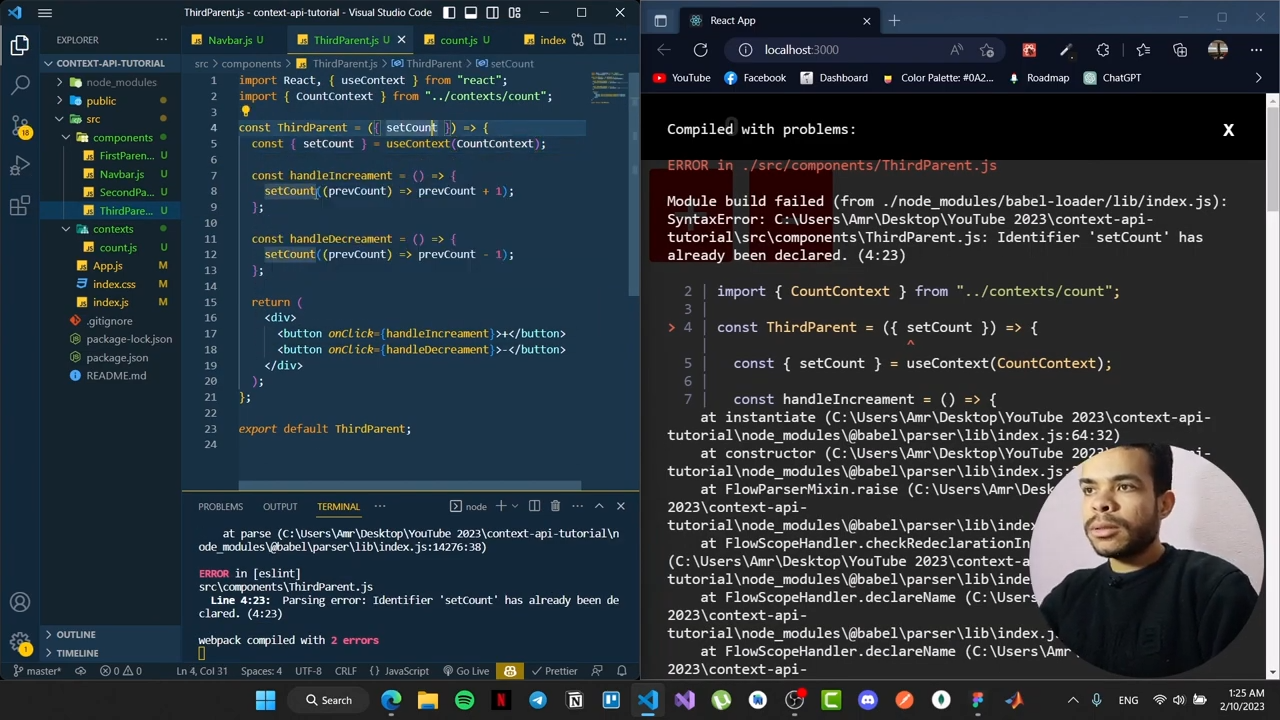 ThirdParent.js - context-api-tutorial - Visual Studio Code
EXPLORER
CONTEXT-API-TUTORIAL
node_modules
public
src
components
FirstParen...
U
Navbar.js
U
SecondPa...
U
ThirdPare...
U
contexts
count.js
U
App.js
M
index.css
M
index.js
M
.gitignore
package-lock.json
M
package.json
M
README.md
OUTLINE
TIMELINE
18
1
Navbar.js U
ThirdParent.js U
count.js U
index
src > components > ThirdParent.js > ThirdParent > setCount
1 import React, { useContext } from "react";
2 import { CountContext } from "../contexts/count";
3
4 const ThirdParent = ({ setCount }) => {
5 const { setCount } = useContext(CountContext);
6
7 const handleIncreament = () => {
8 setCount((prevCount) => prevCount + 1);
9 };
10
11 const handleDecreament = () => {
12 setCount((prevCount) => prevCount - 1);
13 };
14
15 return (
16 <div>
17 <button onClick={handleIncreament}>+</button>
18 <button onClick={handleDecreament}>-</button>
19 </div>
20 );
21 };
22
23 export default ThirdParent;
24
PROBLEMS
OUTPUT
TERMINAL
node
at parse (C:\Users\Amr\Desktop\YouTube 2023\context-api-tutorial\n
ode_modules\@babel\parser\lib\index.js:14276:38)
ERROR in [eslint]
src\components\ThirdParent.js
Line 4:23: Parsing error: Identifier 'setCount' has already been de
clared. (4:23)
webpack compiled with 2 errors
master*
0
0
Ln 4, Col 31
Spaces: 4
UTF-8
CRLF
JavaScript
Go Live
Prettier
React App
localhost:3000
YouTube
Facebook
Dashboard
Color Palette: #0A2...
Roadmap
ChatGPT
Compiled with problems:
X
ERROR in ./src/components/ThirdParent.js
Module build failed (from ./node_modules/babel-loader/lib/index.js):
SyntaxError: C:\Users\Amr\Desktop\YouTube 2023\context-api-
tutorial\src\components\ThirdParent.js: Identifier 'setCount' has
already been declared. (4:23)
2 | import { CountContext } from "../contexts/count";
3 |
> 4 | const ThirdParent = ({ setCount }) => {
| ^
5 | const { setCount } = useContext(CountContext);
6 |
7 | const handleIncreament = () => {
at instantiate (C:\Users\Amr\Desktop\YouTube 2023\context-api-
tutorial\node_modules\@babel\parser\lib\index.js:64:32)
at constructor (C:\Users\Amr\Desktop\YouTube 2023\context-api-
tutorial\node_modules\@babel\parser\lib\index.js:
at FlowParserMixin.raise (C:\Users\Amr\Desktop\YouTube
2023\context-api-
tutorial\node_modules\@babel\parser\lib\index.js
at FlowScopeHandler.checkRedeclarationIn
(C:\Users\Amr\Desktop\YouTube 2023\context-api-
tutorial\node_modules\@babel\parser\lib\index.js
at FlowScopeHandler.declareName (C:\Users\Amr
2023\context-api-
tutorial\node_modules\@babel\parser\lib\index.js
at FlowScopeHandler.declareName (C:\Users\Amr\Des
2023\context-api-
Search
ENG
1:25 AM
2/10/2023